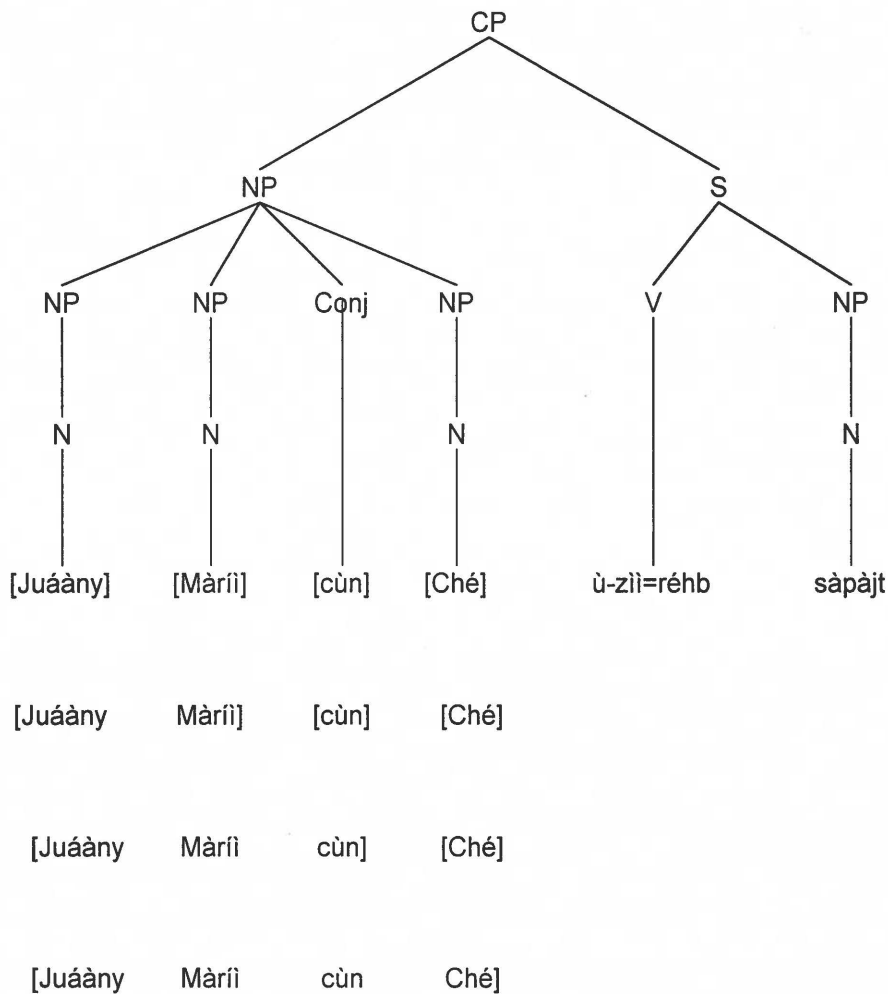 CP
NP S
NP NP Conj NP V NP
N N N N
[Juáàny] [Màríì] [cùn] [Ché] ù-zìì=réhb sàpàjt
[Juáàny Màríì] [cùn] [Ché]
[Juáàny Màríì cùn] [Ché]
[Juáàny Màríì cùn Ché]